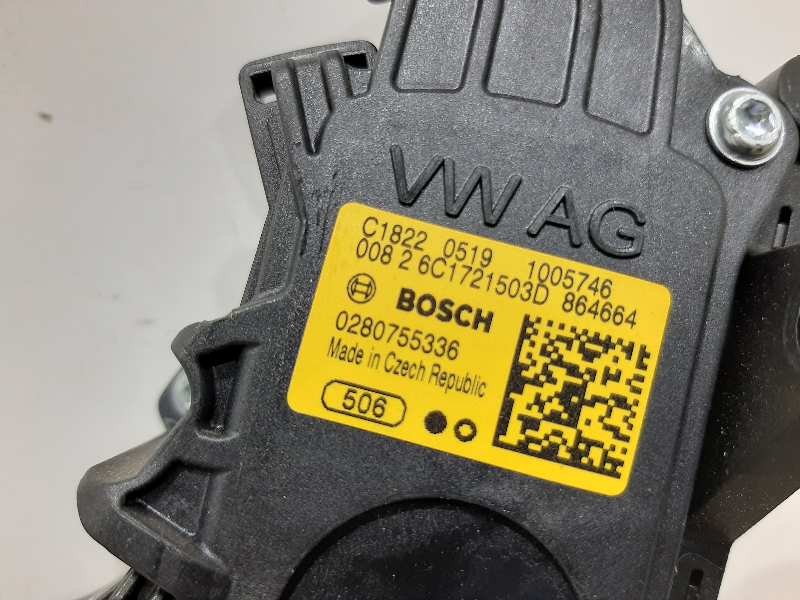 VW AG
C1822 0519 1005746
008 2 6C1721503D 864664
BOSCH
0280755336
Made in Czech Republic
506